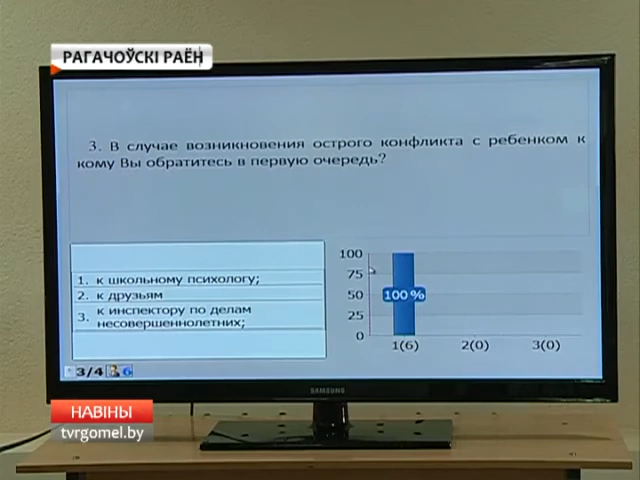 РАГАЧОЎСКІ РАЁН
3. В случае возникновения острого конфликта с ребенком к
кому Вы обратитесь в первую очередь?
1. к школьному психологу;
2. к друзьям
3. к инспектору по делам
несовершеннолетних;
100
75
50
25
0
100 %
1(6) 2(0) 3(0)
3/4 6
SAMSUNG
НАВІНЫ
tvrgomel.by